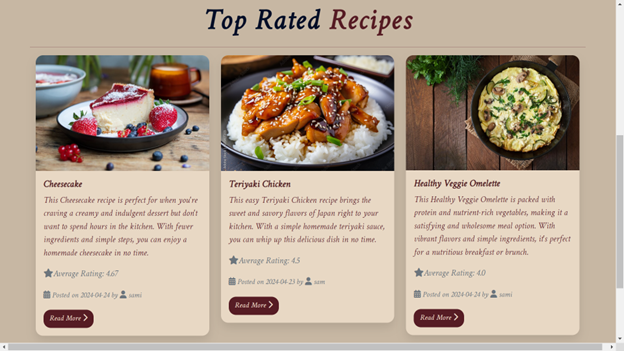 Top Rated Recipes
Cheesecake
This Cheesecake recipe is perfect for when you're
craving a creamy and indulgent dessert but don't
want to spend hours in the kitchen. With fewer
ingredients and simple steps, you can enjoy a
homemade cheesecake in no time.
Average Rating: 4.67
Posted on 2024-04-24 by sami
Read More
Teriyaki Chicken
This easy Teriyaki Chicken recipe brings the
sweet and savory flavors of Japan right to your
kitchen. With a simple homemade teriyaki sauce,
you can whip up this delicious dish in no time.
Average Rating: 4.5
Posted on 2024-04-23 by sam
Read More
Healthy Veggie Omelette
This Healthy Veggie Omelette is packed with
protein and nutrient-rich vegetables, making it a
satisfying and wholesome meal option. With
vibrant flavors and simple ingredients, it's perfect
for a nutritious breakfast or brunch.
Average Rating: 4.0
Posted on 2024-04-24 by sami
Read More